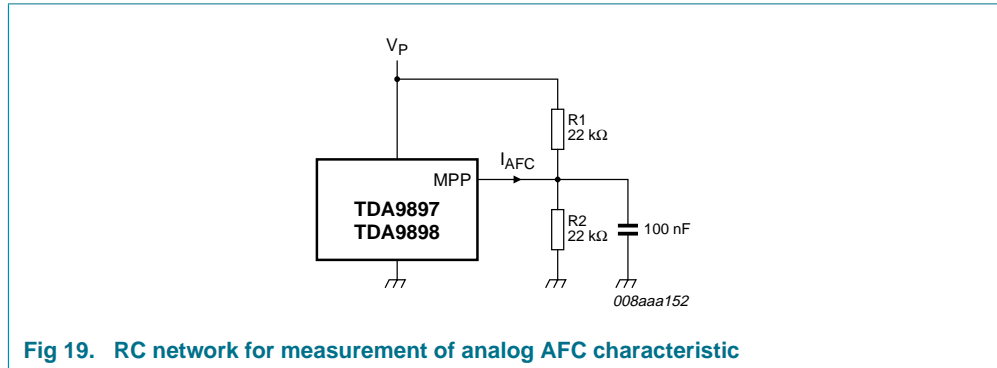 VP
R1
22 kΩ
IAFC
MPP
TDA9897
TDA9898
R2
22 kΩ
100 nF
008aaa152
Fig 19. RC network for measurement of analog AFC characteristic